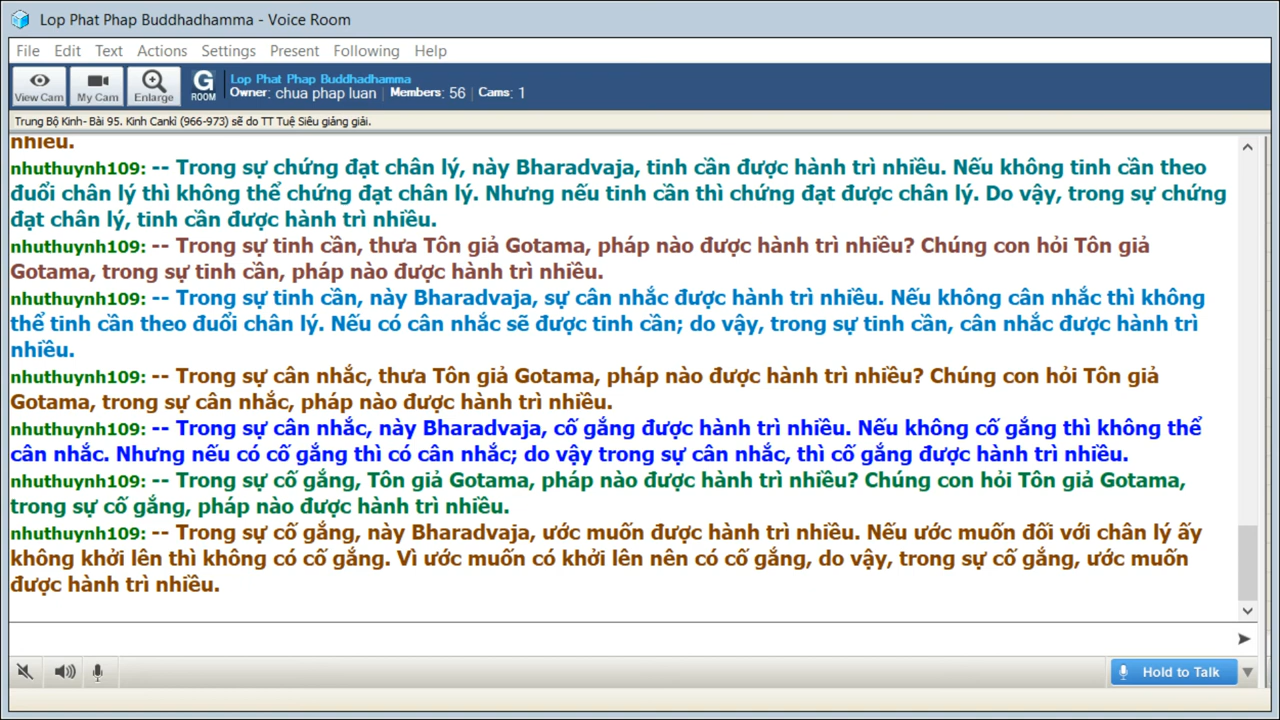 Lop Phat Phap Buddhadhamma - Voice Room
File Edit Text Actions Settings Present Following Help
View Cam My Cam Enlarge G ROOM
Lop Phat Phap Buddhadhamma
Owner: chua phap luan | Members: 56 | Cams: 1
Trung Bộ Kinh- Bài 95. Kinh Cankì (966-973) sẽ do TT Tuệ Siêu giảng giải.
nhiều.
nhuthuynh109: -- Trong sự chứng đạt chân lý, này Bharadvaja, tinh cần được hành trì nhiều. Nếu không tinh cần theo
đuổi chân lý thì không thể chứng đạt chân lý. Nhưng nếu tinh cần thì chứng đạt được chân lý. Do vậy, trong sự chứng
đạt chân lý, tinh cần được hành trì nhiều.
nhuthuynh109: -- Trong sự tinh cần, thưa Tôn giả Gotama, pháp nào được hành trì nhiều? Chúng con hỏi Tôn giả
Gotama, trong sự tinh cần, pháp nào được hành trì nhiều.
nhuthuynh109: -- Trong sự tinh cần, này Bharadvaja, sự cân nhắc được hành trì nhiều. Nếu không cân nhắc thì không
thể tinh cần theo đuổi chân lý. Nếu có cân nhắc sẽ được tinh cần; do vậy, trong sự tinh cần, cân nhắc được hành trì
nhiều.
nhuthuynh109: -- Trong sự cân nhắc, thưa Tôn giả Gotama, pháp nào được hành trì nhiều? Chúng con hỏi Tôn giả
Gotama, trong sự cân nhắc, pháp nào được hành trì nhiều.
nhuthuynh109: -- Trong sự cân nhắc, này Bharadvaja, cố gắng được hành trì nhiều. Nếu không cố gắng thì không thể
cân nhắc. Nhưng nếu có cố gắng thì có cân nhắc; do vậy trong sự cân nhắc, thì cố gắng được hành trì nhiều.
nhuthuynh109: -- Trong sự cố gắng, Tôn giả Gotama, pháp nào được hành trì nhiều? Chúng con hỏi Tôn giả Gotama,
trong sự cố gắng, pháp nào được hành trì nhiều.
nhuthuynh109: -- Trong sự cố gắng, này Bharadvaja, ước muốn được hành trì nhiều. Nếu ước muốn đối với chân lý ấy
không khởi lên thì không có cố gắng. Vì ước muốn có khởi lên nên có cố gắng, do vậy, trong sự cố gắng, ước muốn
được hành trì nhiều.
Hold to Talk